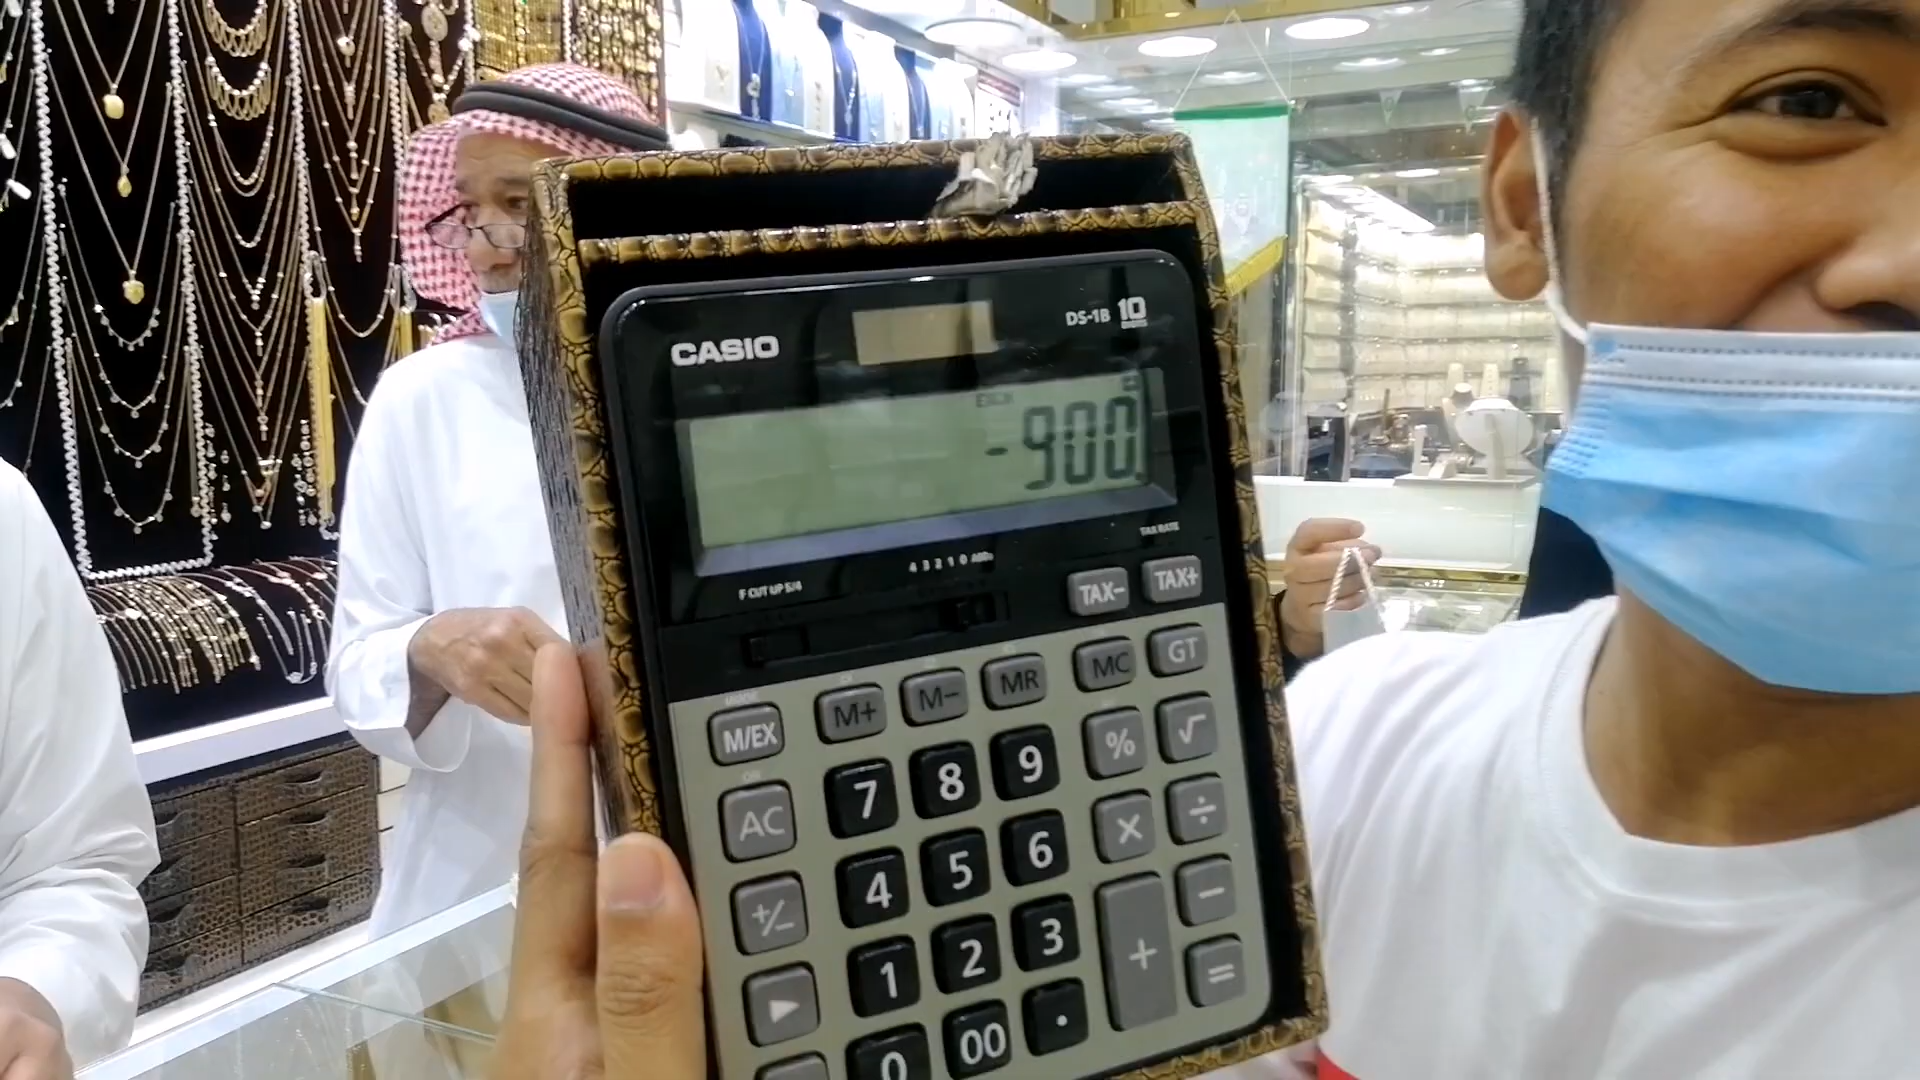 CASIO
DS-1B 10
DIGITS
EXCH
-900.
TAX RATE
F CUT UP 5/4
4 3 2 1 0 ADD2
TAX− TAX+
M/EX M+ M− MR MC GT
7 8 9 % √
AC 4 5 6 × ÷
+/− 1 2 3 + −
▶ 0 00 . =